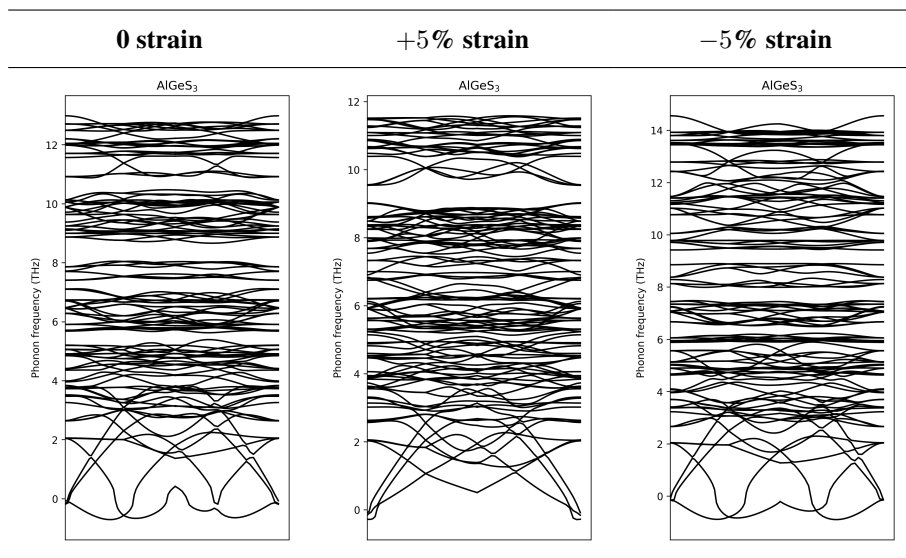 0 strain
+5% strain
−5% strain
AlGeS₃
Phonon frequency (THz)
12
10
8
6
4
2
0
AlGeS₃
Phonon frequency (THz)
12
10
8
6
4
2
0
AlGeS₃
Phonon frequency (THz)
14
12
10
8
6
4
2
0